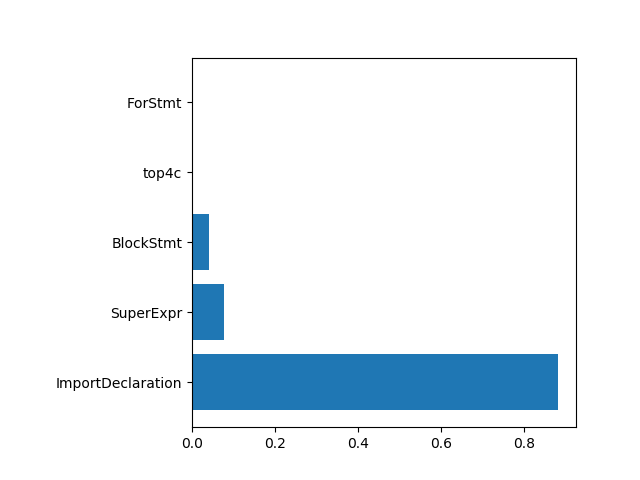 ForStmt
top4c
BlockStmt
SuperExpr
ImportDeclaration
0.0 0.2 0.4 0.6 0.8